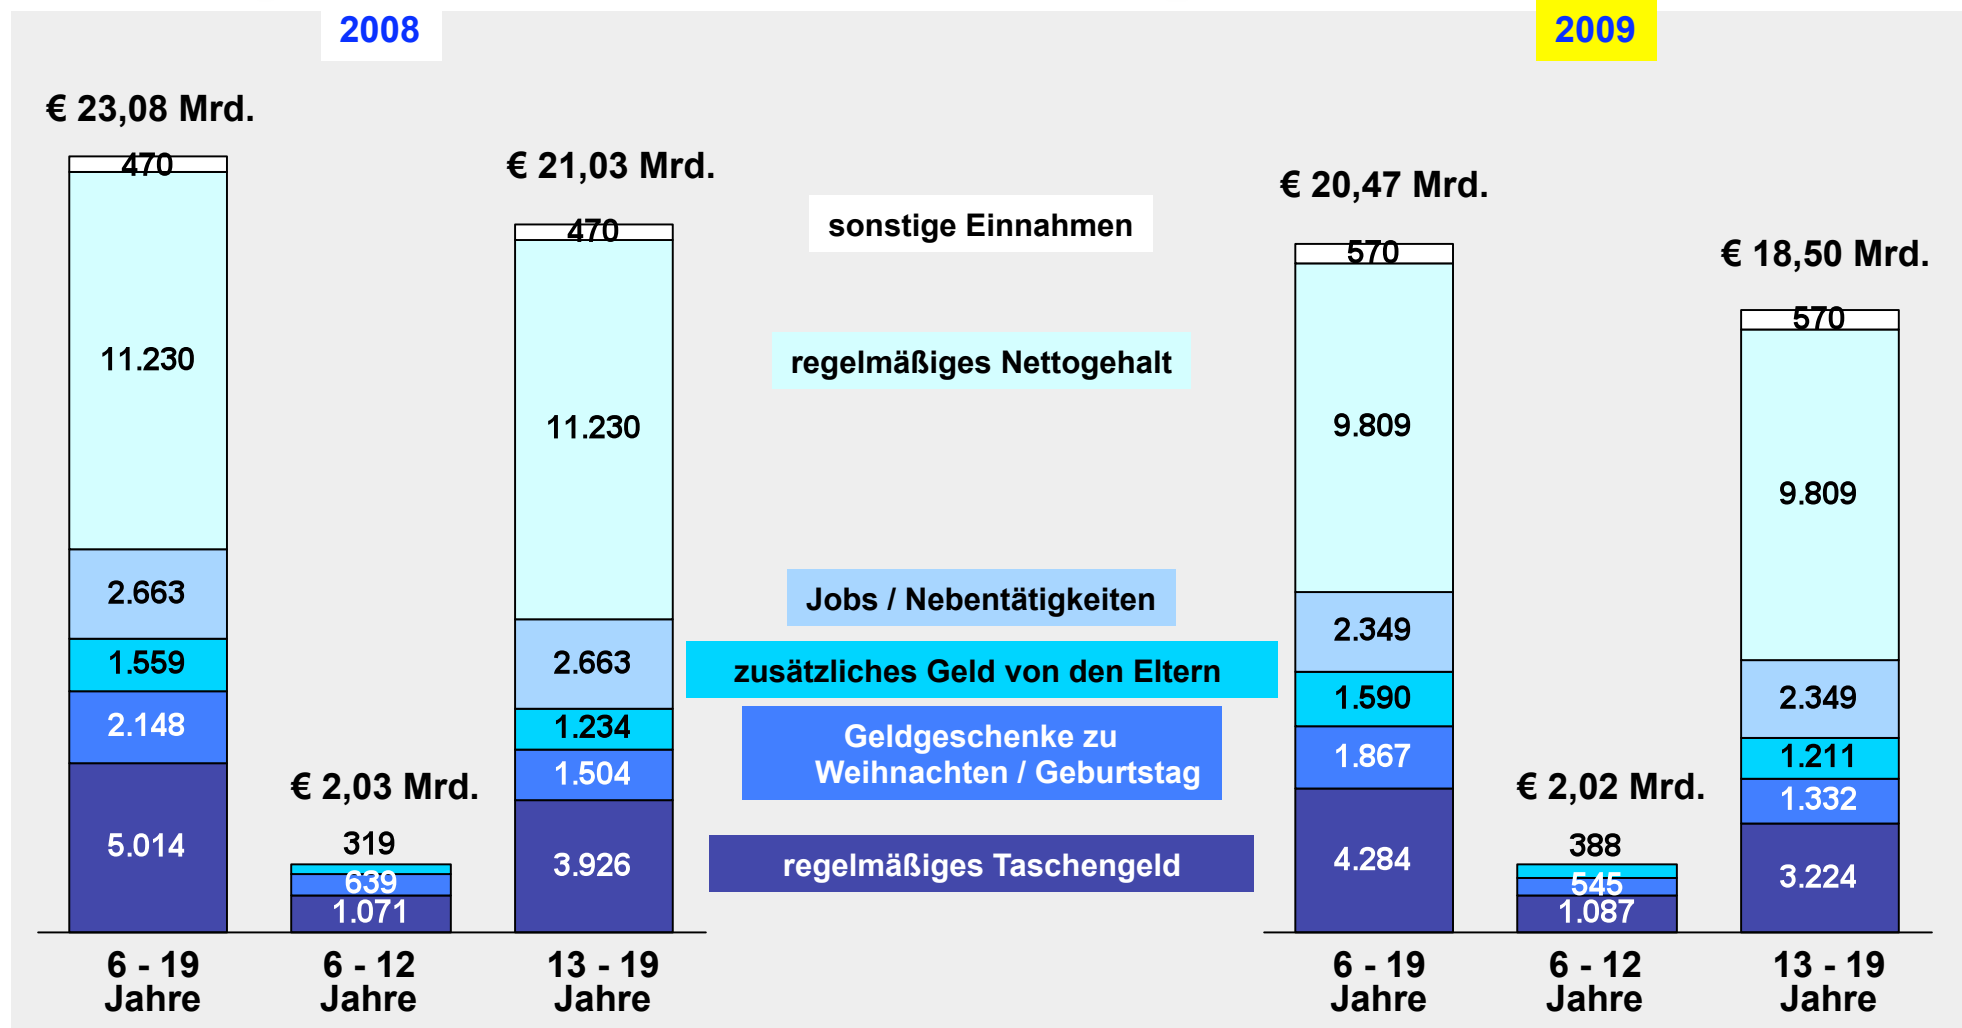 2008
2009
€ 23,08 Mrd.
470
11.230
2.663
1.559
2.148
5.014
6 - 19
Jahre
€ 2,03 Mrd.
319
639
1.071
6 - 12
Jahre
€ 21,03 Mrd.
470
11.230
2.663
1.234
1.504
3.926
13 - 19
Jahre
sonstige Einnahmen
regelmäßiges Nettogehalt
Jobs / Nebentätigkeiten
zusätzliches Geld von den Eltern
Geldgeschenke zu
Weihnachten / Geburtstag
regelmäßiges Taschengeld
€ 20,47 Mrd.
570
9.809
2.349
1.590
1.867
4.284
6 - 19
Jahre
€ 2,02 Mrd.
388
545
1.087
6 - 12
Jahre
€ 18,50 Mrd.
570
9.809
2.349
1.211
1.332
3.224
13 - 19
Jahre